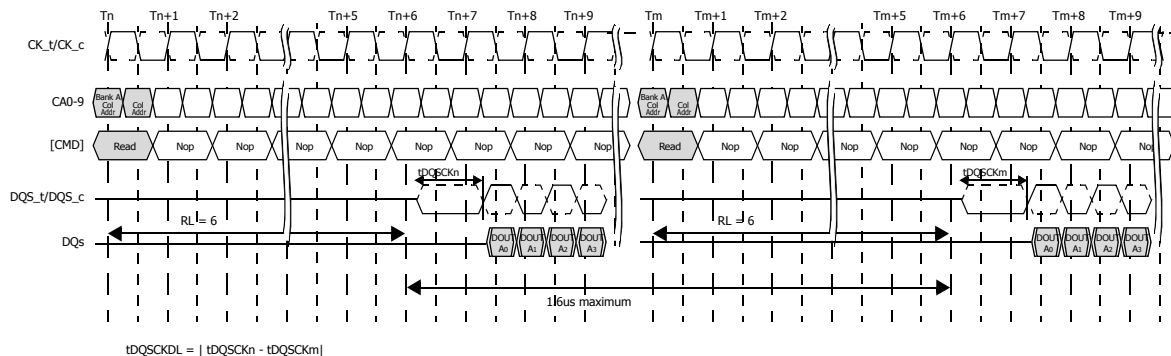 Tn Tn+1 Tn+2 Tn+5 Tn+6 Tn+7 Tn+8 Tn+9 Tm Tm+1 Tm+2 Tm+5 Tm+6 Tm+7 Tm+8 Tm+9
CK_t/CK_c
CA0-9 Bank A Col Addr Col Addr Bank A Col Addr Col Addr
[CMD] Read Nop Nop Nop Nop Nop Nop Nop Read Nop Nop Nop Nop Nop Nop Nop
tDQSCKn tDQSCKm
DQS_t/DQS_c
RL = 6 RL = 6
DQs DOUT A0 DOUT A1 DOUT A2 DOUT A3 DOUT A0 DOUT A1 DOUT A2 DOUT A3
1.6us maximum
tDQSCKDL = | tDQSCKn - tDQSCKm|